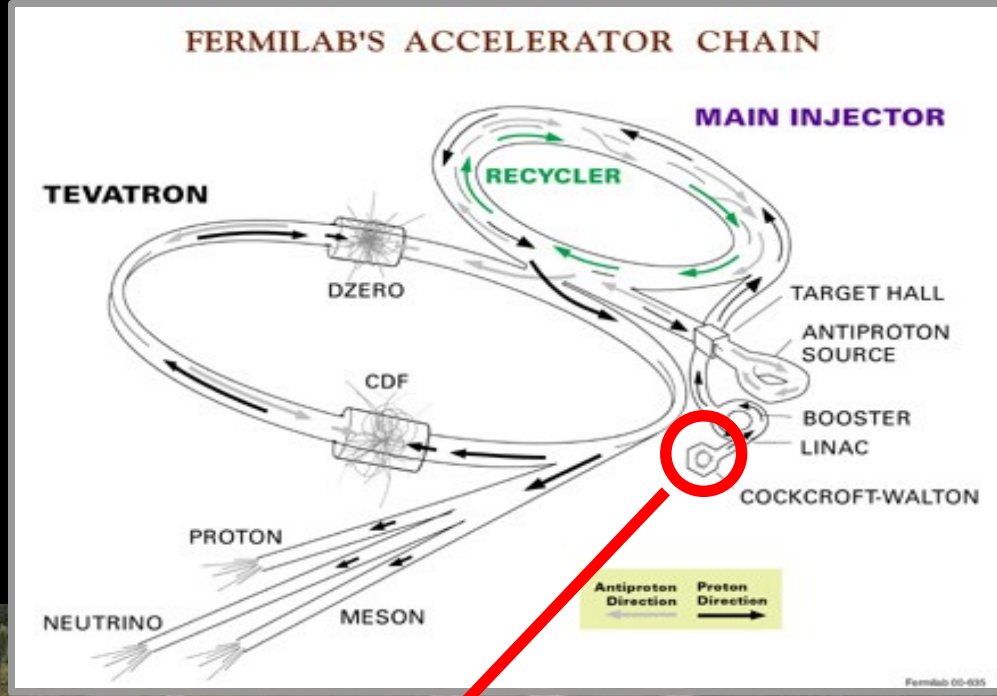 FERMILAB'S ACCELERATOR CHAIN
MAIN INJECTOR
RECYCLER
TEVATRON
DZERO
TARGET HALL
ANTIPROTON
SOURCE
CDF
BOOSTER
LINAC
COCKCROFT-WALTON
PROTON
NEUTRINO
MESON
Antiproton Proton
Direction Direction
Fermilab 00-635